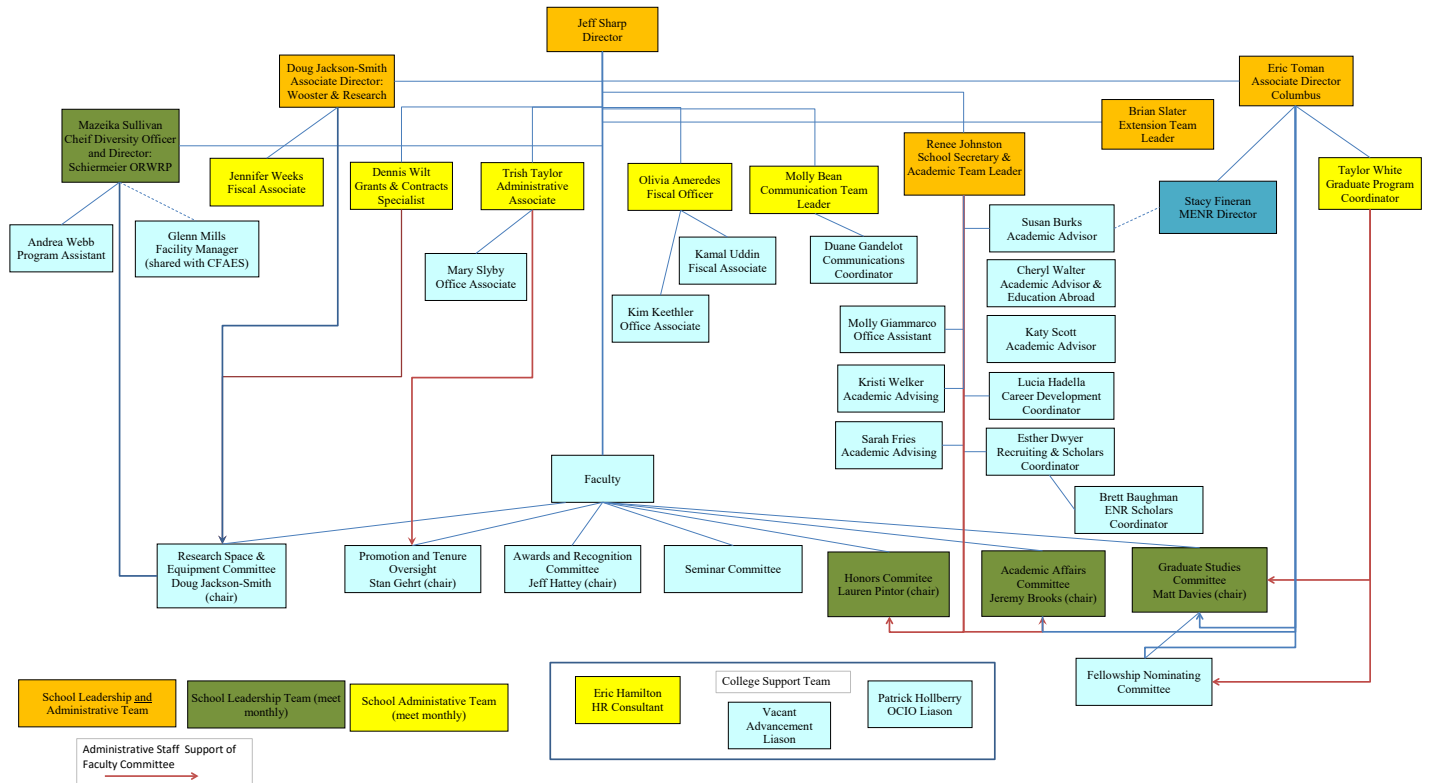 Jeff Sharp
Director
Doug Jackson-Smith
Associate Director:
Wooster & Research
Eric Toman
Associate Director
Columbus
Mazeika Sullivan
Cheif Diversity Officer
and Director:
Schiermeier ORWRP
Brian Slater
Extension Team
Leader
Renee Johnston
School Secretary &
Academic Team Leader
Jennifer Weeks
Fiscal Associate
Dennis Wilt
Grants & Contracts
Specialist
Trish Taylor
Administrative
Associate
Olivia Ameredes
Fiscal Officer
Molly Bean
Communication Team
Leader
Taylor White
Graduate Program
Coordinator
Stacy Fineran
MENR Director
Andrea Webb
Program Assistant
Glenn Mills
Facility Manager
(shared with CFAES)
Mary Slyby
Office Associate
Kamal Uddin
Fiscal Associate
Duane Gandelot
Communications
Coordinator
Susan Burks
Academic Advisor
Cheryl Walter
Academic Advisor &
Education Abroad
Kim Keethler
Office Associate
Molly Giammarco
Office Assistant
Katy Scott
Academic Advisor
Kristi Welker
Academic Advising
Lucia Hadella
Career Development
Coordinator
Sarah Fries
Academic Advising
Esther Dwyer
Recruiting & Scholars
Coordinator
Faculty
Brett Baughman
ENR Scholars
Coordinator
Research Space &
Equipment Committee
Doug Jackson-Smith
(chair)
Promotion and Tenure
Oversight
Stan Gehrt (chair)
Awards and Recognition
Committee
Jeff Hattey (chair)
Seminar Committee
Honors Commitee
Lauren Pintor (chair)
Academic Affairs
Committee
Jeremy Brooks (chair)
Graduate Studies
Committee
Matt Davies (chair)
Fellowship Nominating
Committee
School Leadership and
Administrative Team
School Leadership Team (meet
monthly)
School Administative Team
(meet monthly)
Eric Hamilton
HR Consultant
College Support Team
Vacant
Advancement
Liason
Patrick Hollberry
OCIO Liason
Administrative Staff Support of
Faculty Committee